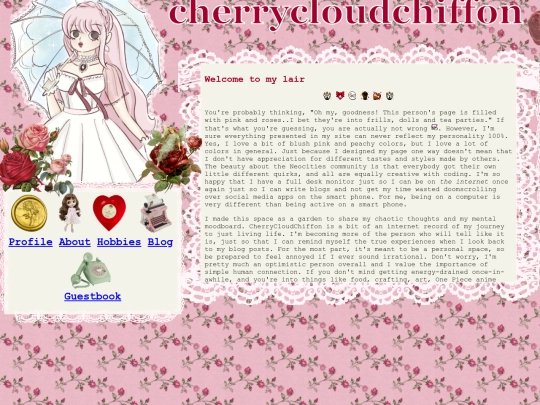 cherrycloudchiffon
Welcome to my lair
You're probably thinking, "Oh my, goodness! This person's page is filled
with pink and roses..I bet they're into frills, dolls and tea parties." If
that's what you're guessing, you are actually not wrong. However, I'm
sure everything presented in my site can never reflect my personality 100%.
Yes, I love a bit of blush pink and peachy colors, but I love a lot of
colors in general. Just because I designed my page one way doesn't mean that
I don't have appreciation for different tastes and styles made by others.
The beauty about the Neocities community is that everybody got their own
little different quirks, and all are equally creative with coding. I'm so
happy that I have a full desktop monitor just so I can be on the internet once
again just so I can write blogs and not get my time wasted doomscrolling
over social media apps on the smart phone. For me, being on a computer is
very different than being active on a smart phone.
I made this space as a garden to share my chaotic thoughts and my mental
moodboard. CherryCloudChiffon is a bit of an internet record of my journey
to just living life. I'm becoming more of the person who will tell like it
is, just so that I can remind myself the true experiences when I look back
to my blog posts. For the most part, it's meant to be a personal space, so
be prepared to feel annoyed if I ever sound irrational. Don't worry, I'm
pretty much an optimistic person overall and I value the importance of
simple human connection. If you don't mind getting energy-drained once-in-
awhile, and you're into things like food, crafting, art, One Piece anime
Profile About Hobbies Blog
Guestbook